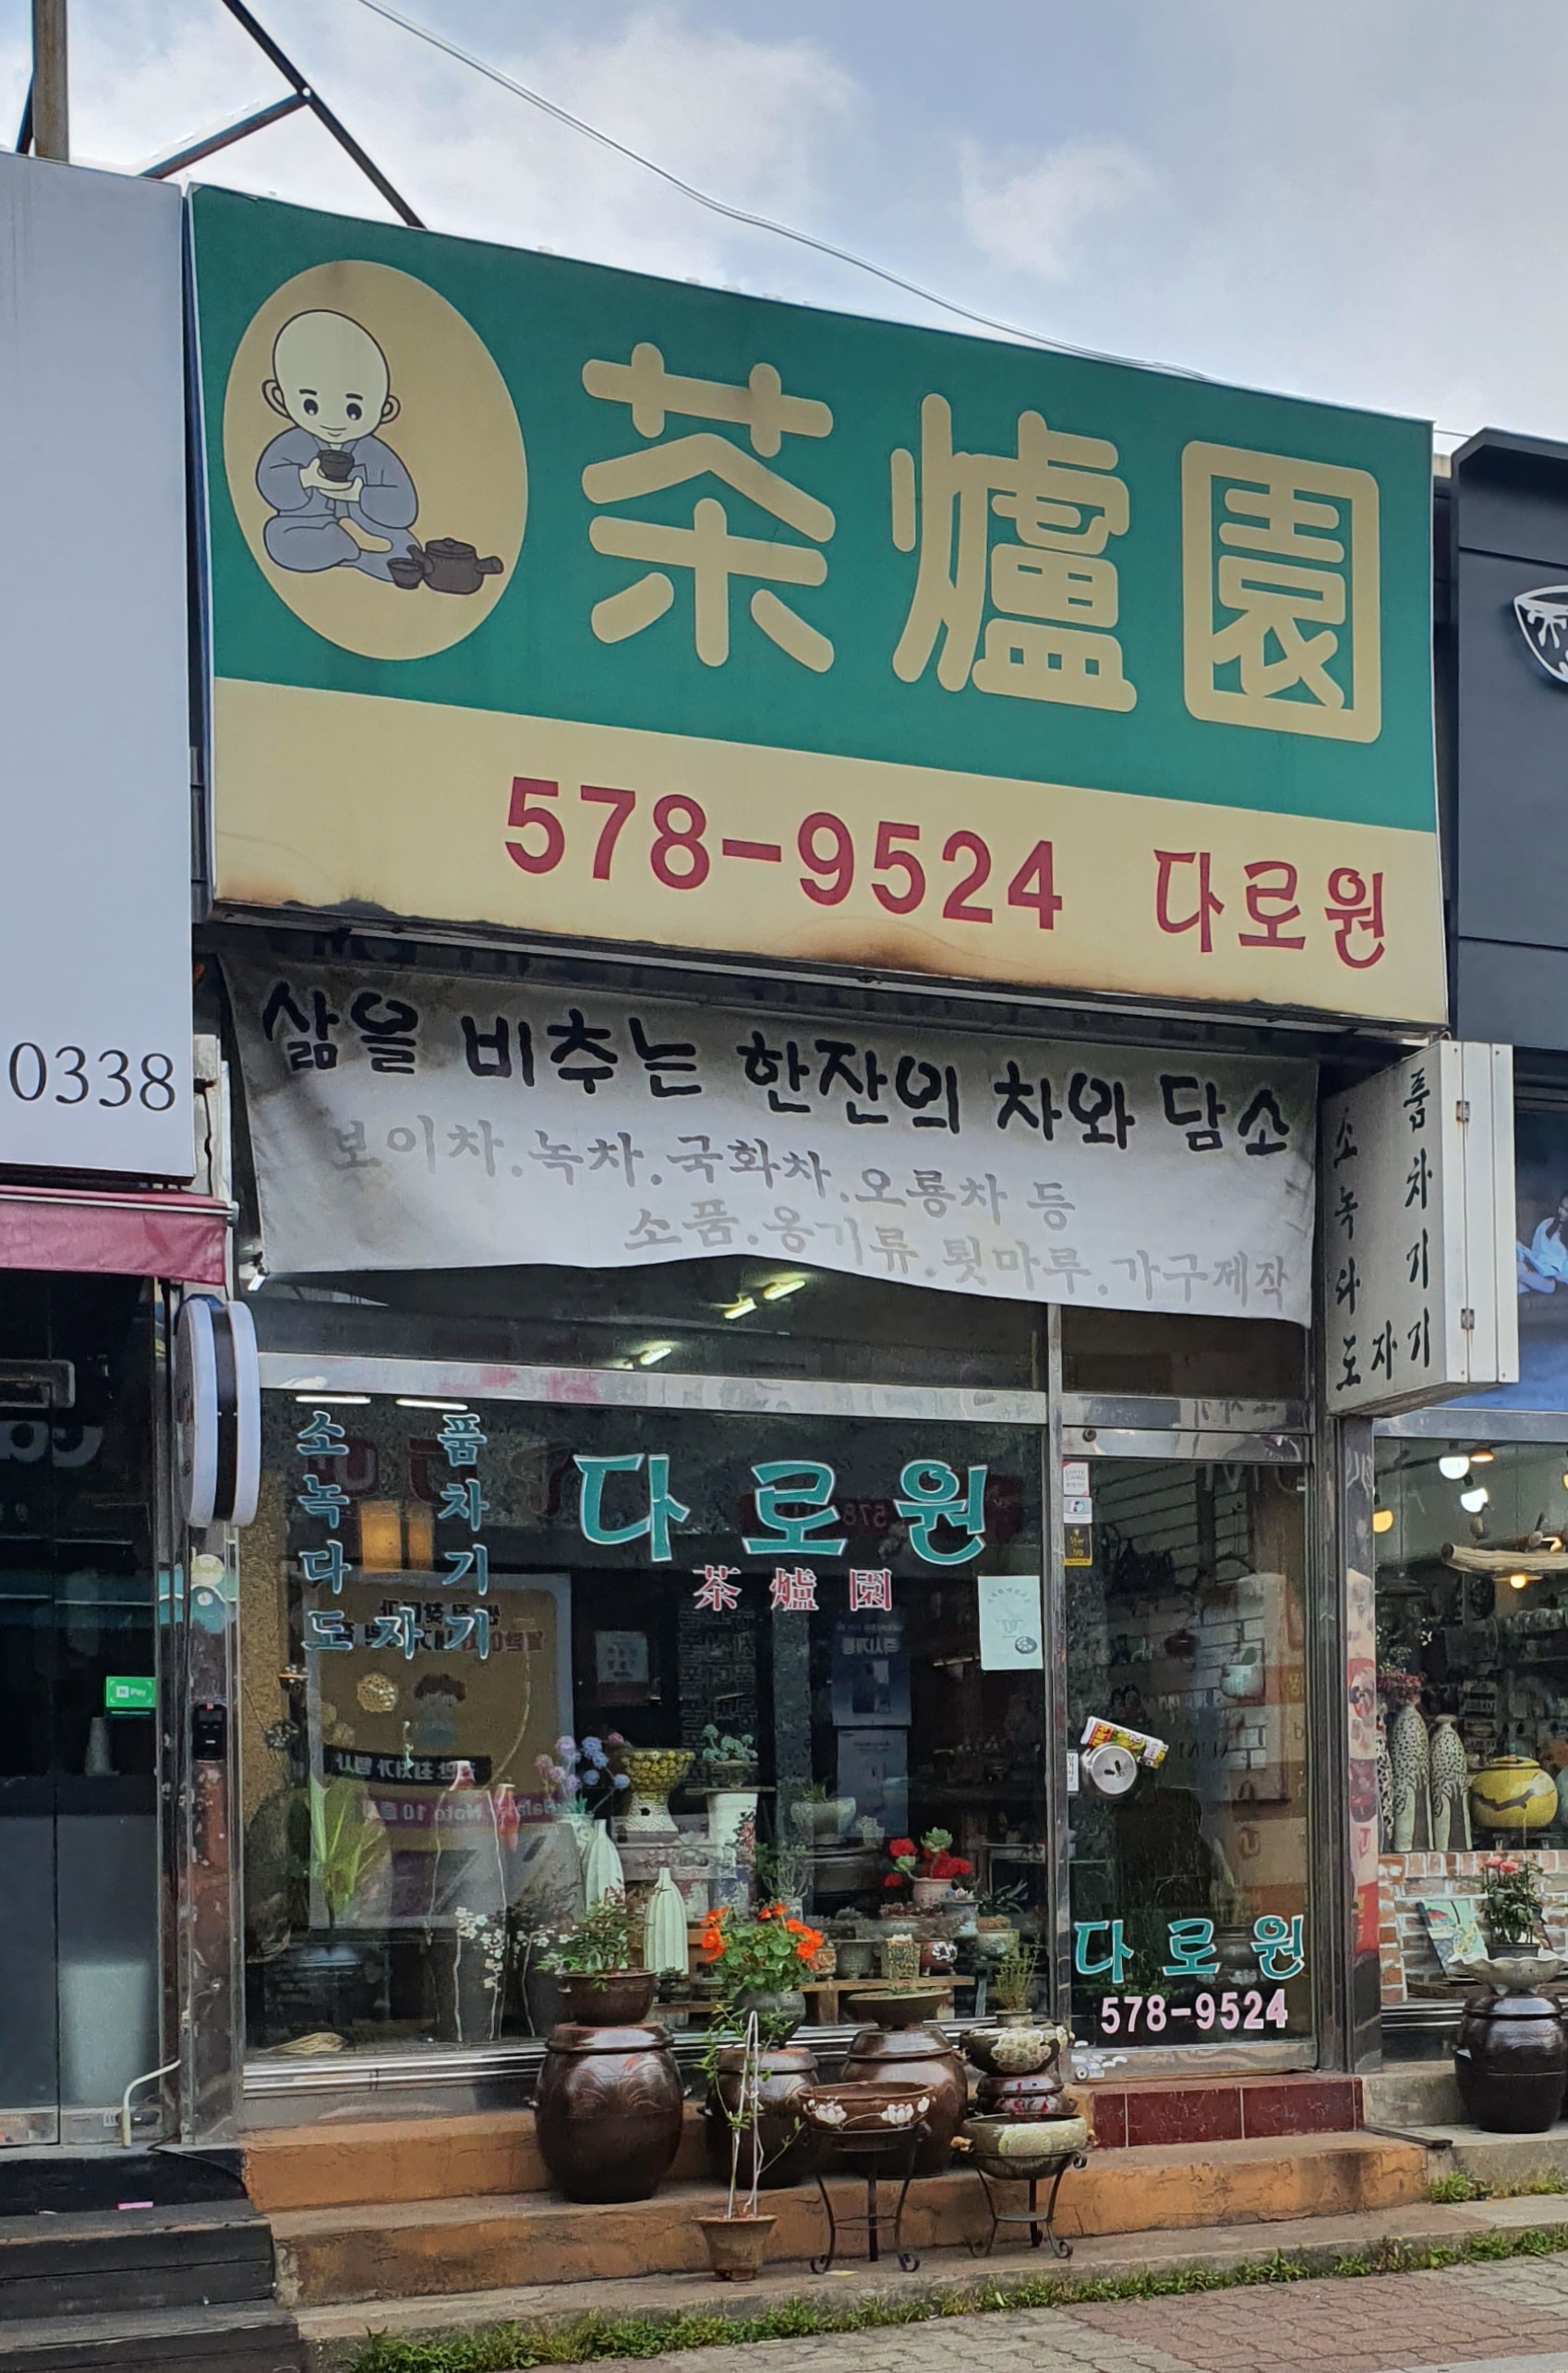 茶爐園
578-9524 다로원
삶을 비추는 한잔의 차와 담소
보이차.녹차.국화차.오룡차 등
소품.옹기류.툇마루.가구제작
0338
소품
녹차
다기
도자기
소 품
녹 차
다 기
도 자 기
다로원
茶爐園
다로원
578-9524